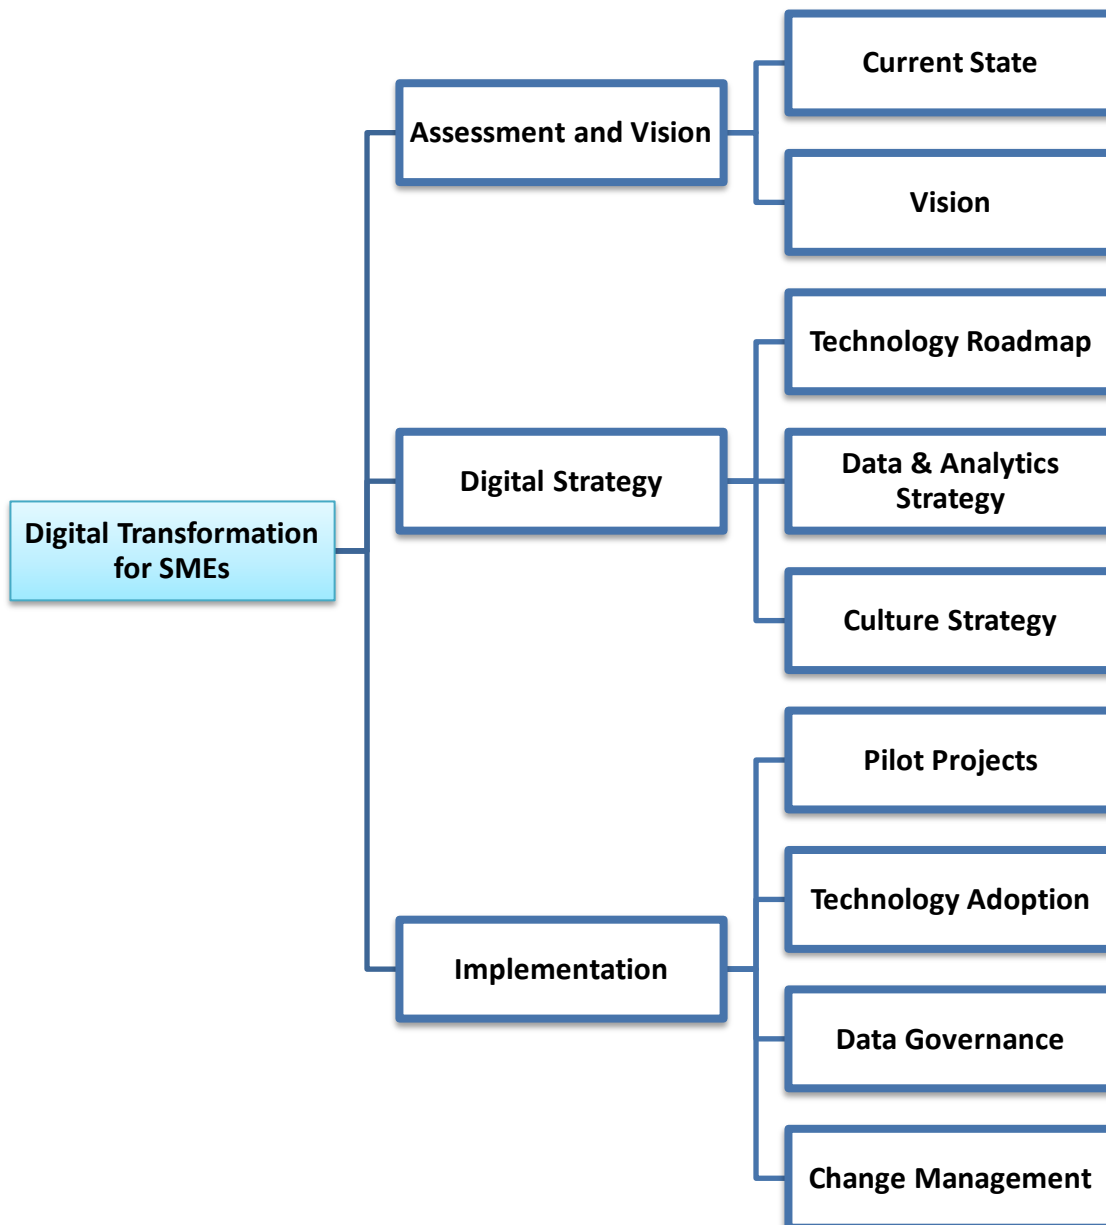 Digital Transformation
for SMEs
Assessment and Vision
Current State
Vision
Digital Strategy
Technology Roadmap
Data & Analytics
Strategy
Culture Strategy
Implementation
Pilot Projects
Technology Adoption
Data Governance
Change Management